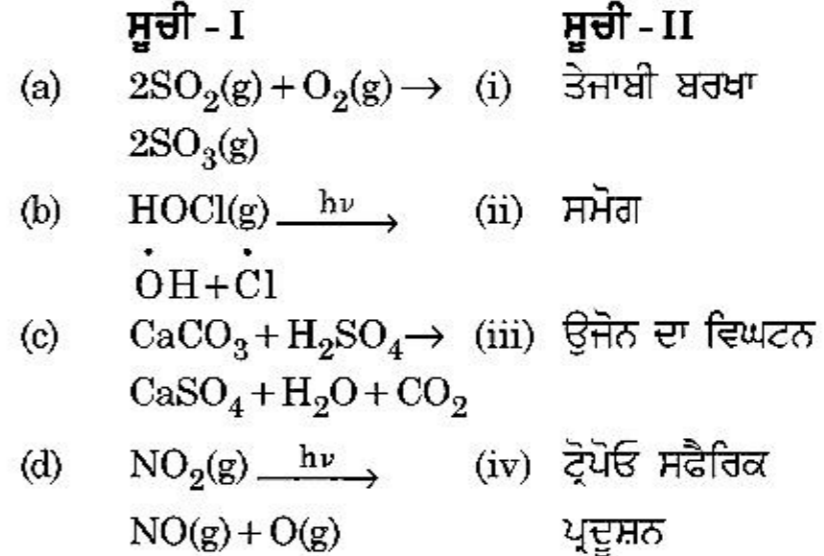 ਸੂਚੀ - I ਸੂਚੀ - II
(a) 2SO₂(g) + O₂(g) → (i) ਤੇਜਾਬੀ ਬਰਖਾ
2SO₃(g)
(b) HOCl(g) —hν→ (ii) ਸਮੋਗ
ȮH + Ċl
(c) CaCO₃ + H₂SO₄ → (iii) ਉਜੋਨ ਦਾ ਵਿਘਟਨ
CaSO₄ + H₂O + CO₂
(d) NO₂(g) —hν→ (iv) ਟ੍ਰੋਪੋਓ ਸਫੈਰਿਕ
NO(g) + O(g) ਪ੍ਰਦੂਸ਼ਨ